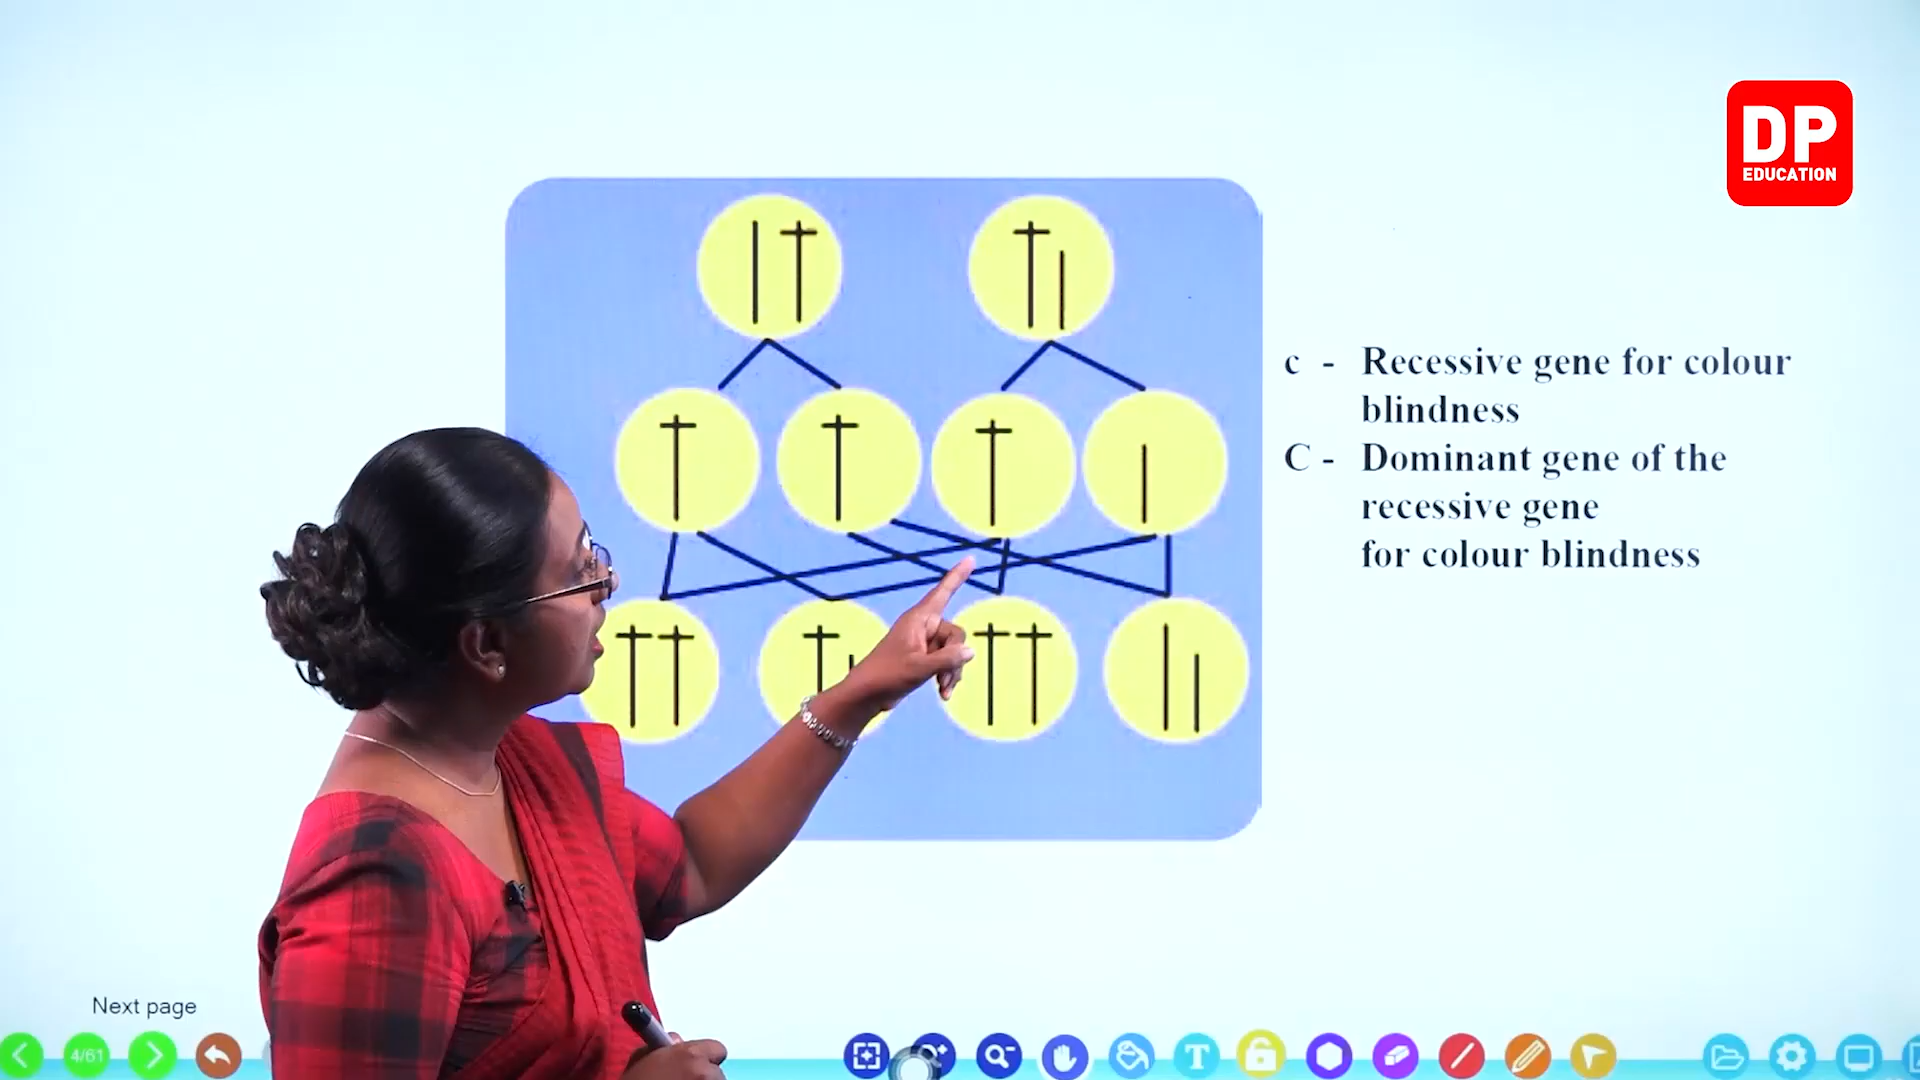 DP
EDUCATION
c - Recessive gene for colour
blindness
C - Dominant gene of the
recessive gene
for colour blindness
Next page
4/61
T